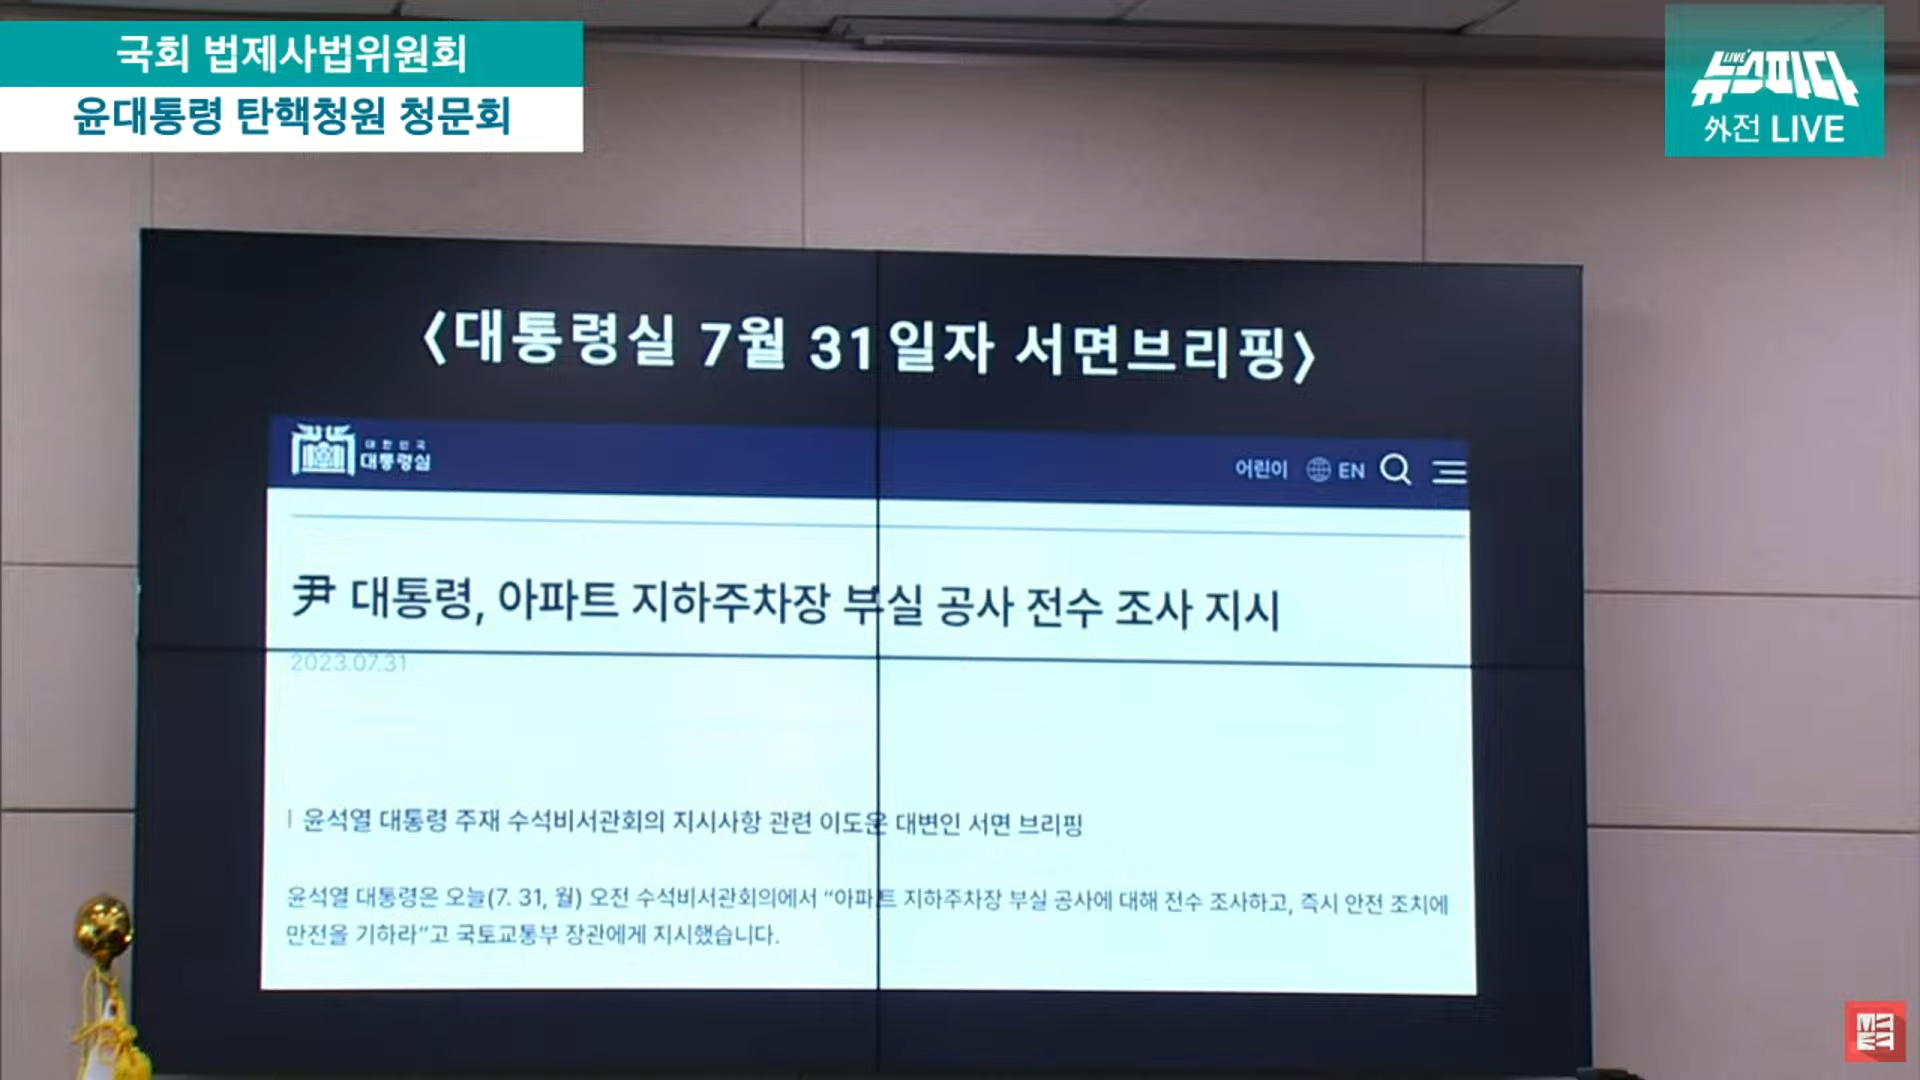 국회 법제사법위원회
윤대통령 탄핵청원 청문회
LIVE
뉴스피다
外전 LIVE
〈대통령실 7월 31일자 서면브리핑〉
대한민국
대통령실
어린이 EN
尹 대통령, 아파트 지하주차장 부실 공사 전수 조사 지시
2023.07.31
윤석열 대통령 주재 수석비서관회의 지시사항 관련 이도운 대변인 서면 브리핑
윤석열 대통령은 오늘(7. 31, 월) 오전 수석비서관회의에서 “아파트 지하주차장 부실 공사에 대해 전수 조사하고, 즉시 안전 조치에
만전을 기하라”고 국토교통부 장관에게 지시했습니다.